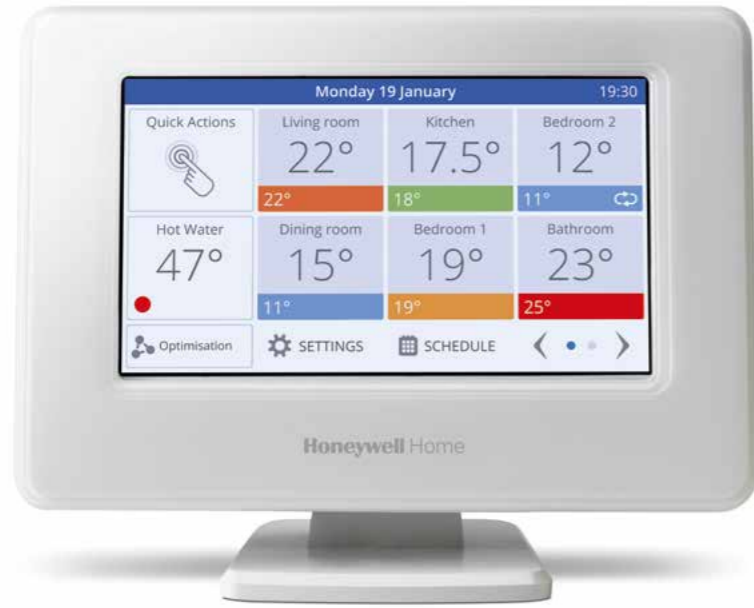 Monday 19 January 19:30
Quick Actions
Living room
22°
22°
Kitchen
17.5°
18°
Bedroom 2
12°
11°
Hot Water
47°
Dining room
15°
11°
Bedroom 1
19°
19°
Bathroom
23°
25°
Optimisation
SETTINGS
SCHEDULE
Honeywell Home